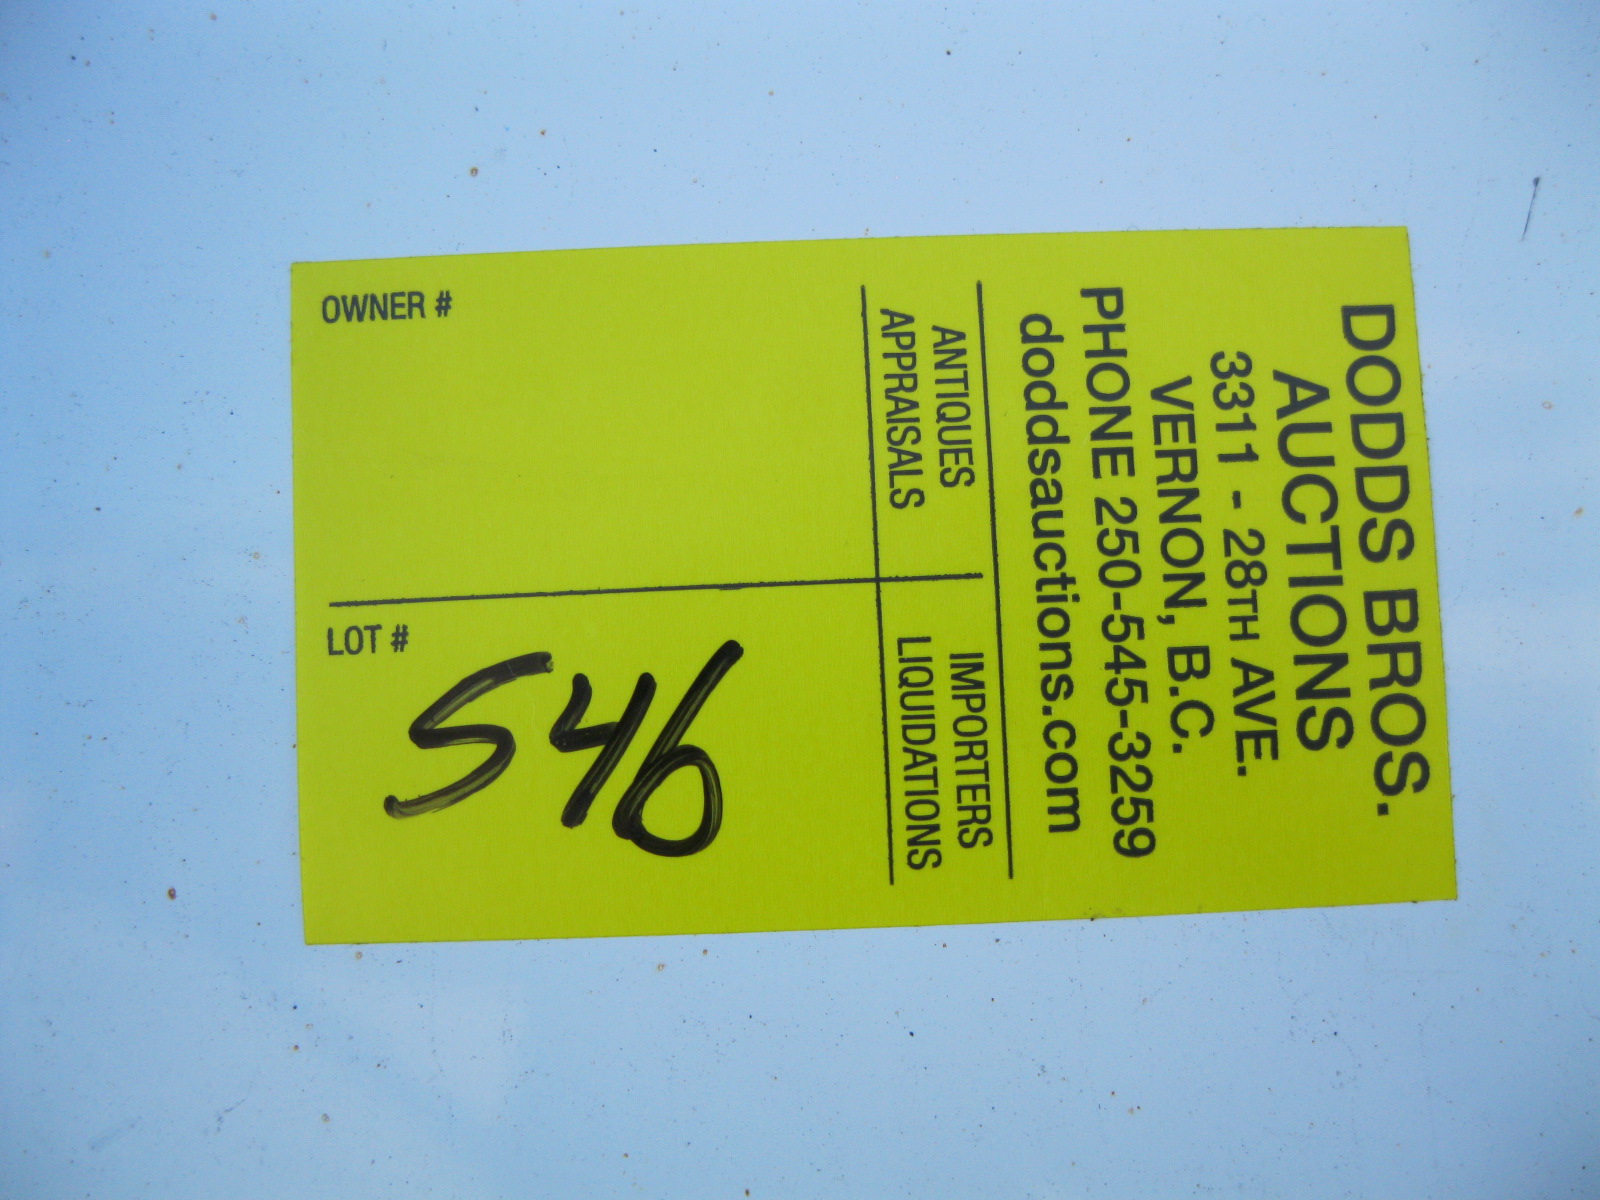 DODDS BROS.
AUCTIONS
3311 - 28TH AVE.
VERNON, B.C.
PHONE 250-545-3259
doddsauctions.com
ANTIQUES
APPRAISALS
IMPORTERS
LIQUIDATIONS
OWNER #
LOT #
546